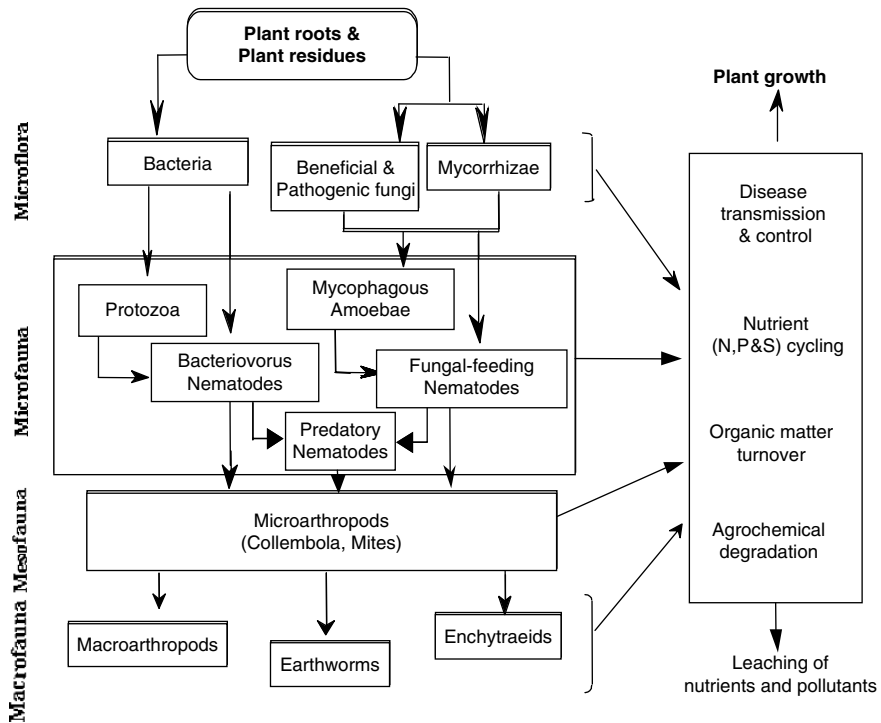 Plant roots &
Plant residues
Plant growth
Microflora
Bacteria
Beneficial &
Pathogenic fungi
Mycorrhizae
Disease
transmission
& control
Microfauna
Protozoa
Mycophagous
Amoebae
Nutrient
(N,P&S) cycling
Bacteriovorus
Nematodes
Fungal-feeding
Nematodes
Predatory
Nematodes
Organic matter
turnover
Mesofauna
Microarthropods
(Collembola, Mites)
Agrochemical
degradation
Macrofauna
Macroarthropods
Earthworms
Enchytraeids
Leaching of
nutrients and pollutants